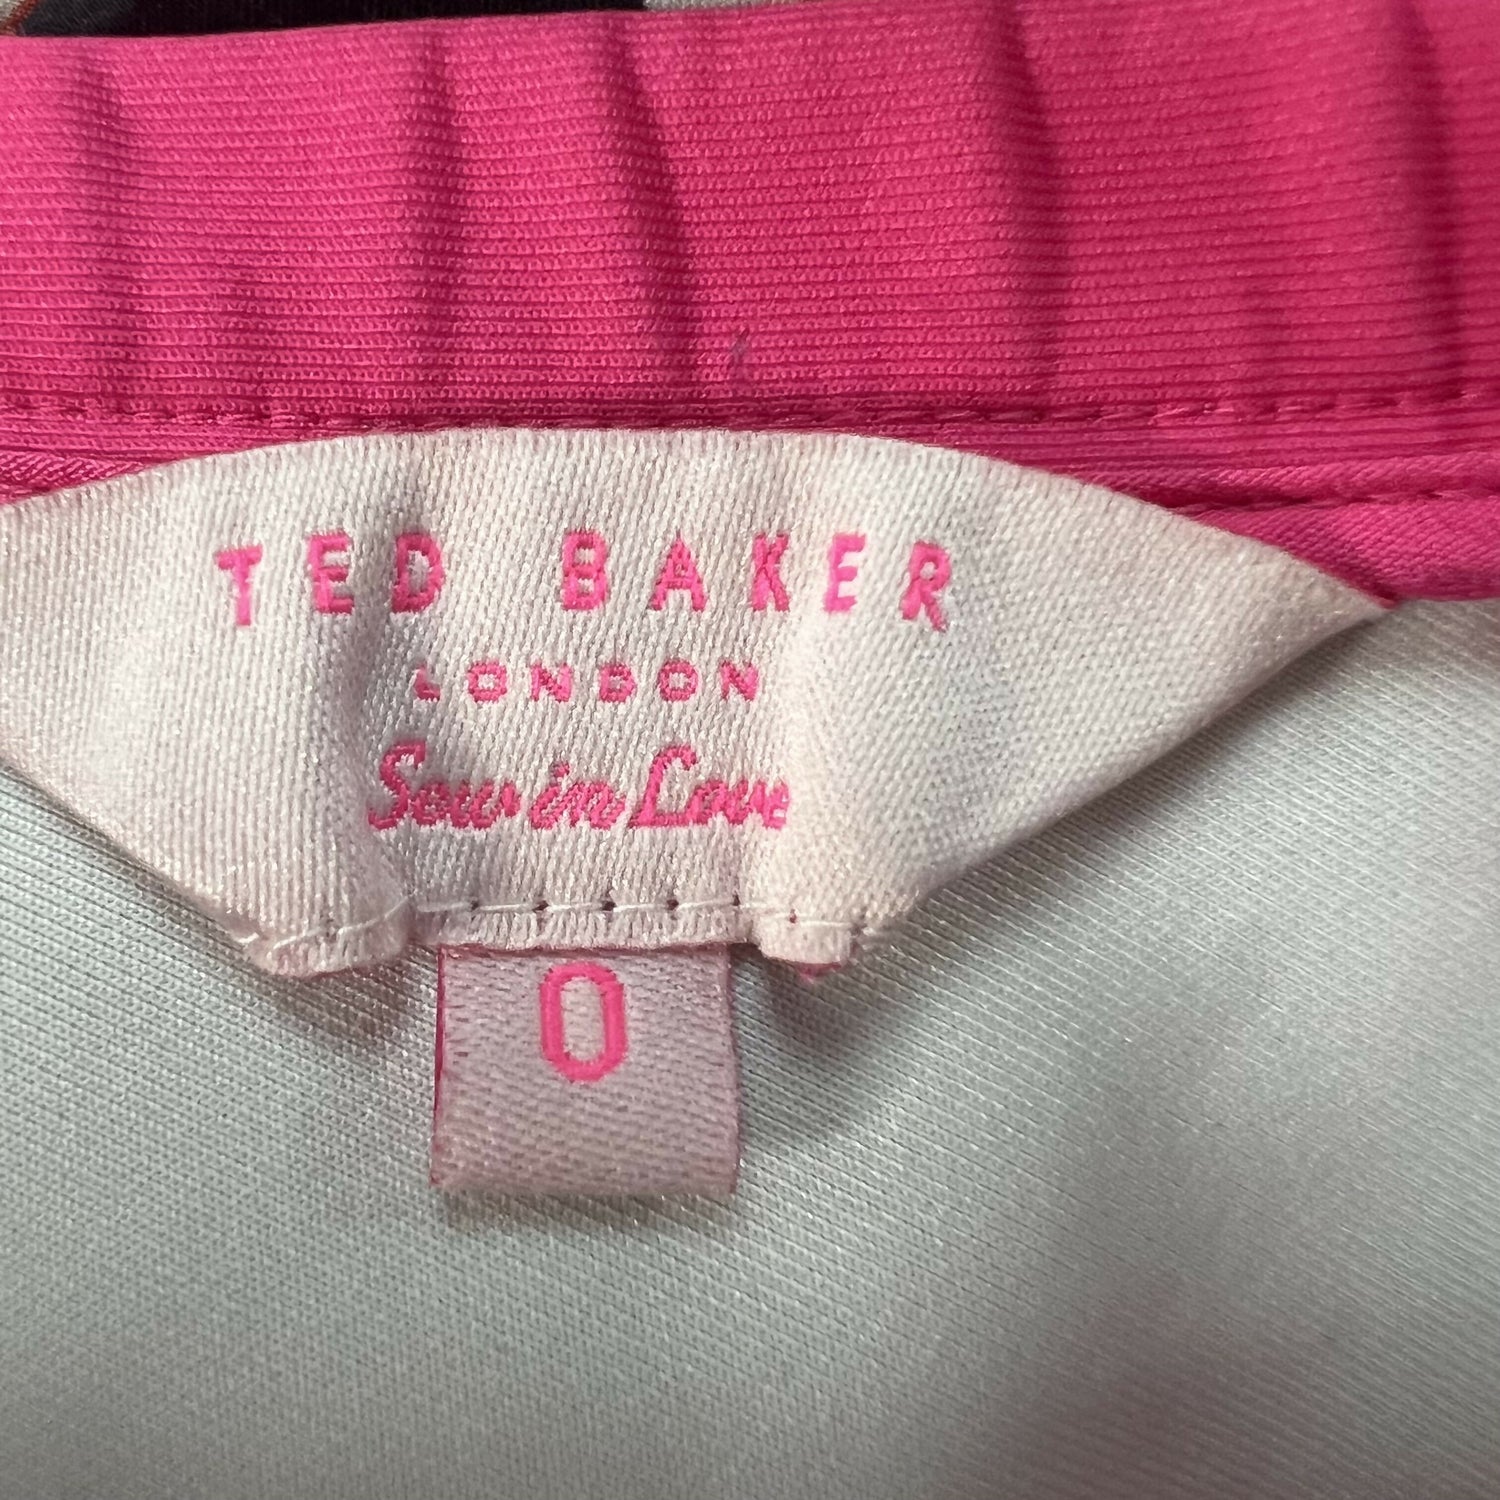 TED BAKER
LONDON
Sew in Love
0